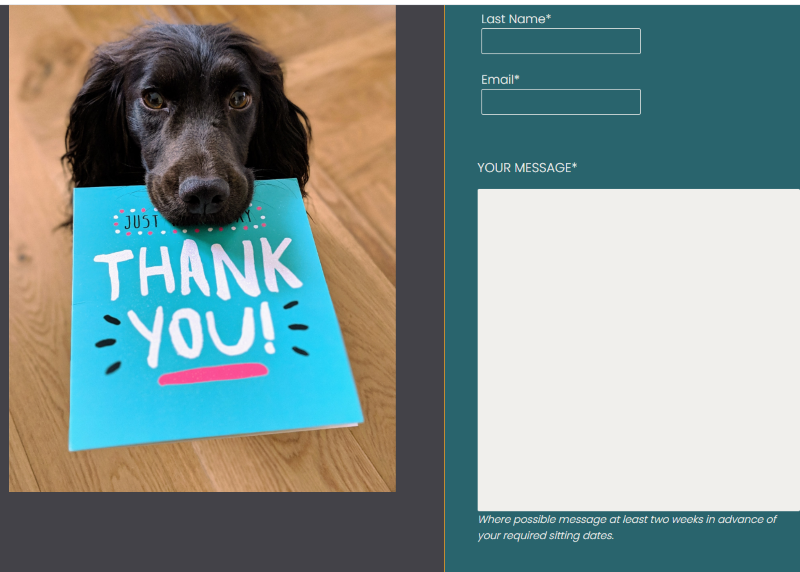 JUST
THANK
YOU!
Last Name*
Email*
YOUR MESSAGE*
Where possible message at least two weeks in advance of
your required sitting dates.